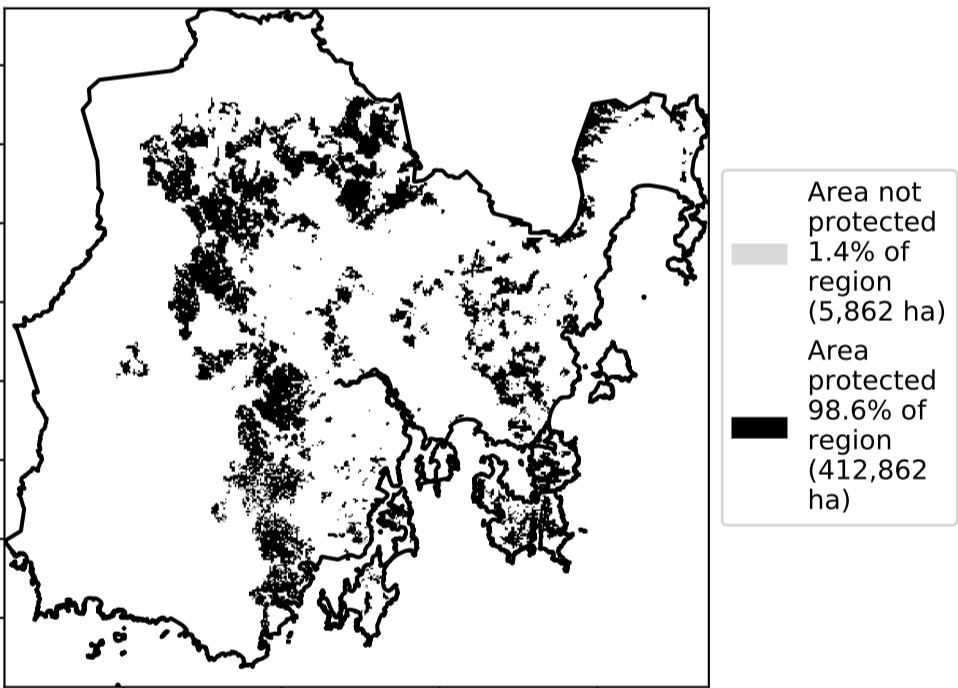 Area not
protected
1.4% of
region
(5,862 ha)
Area
protected
98.6% of
region
(412,862
ha)